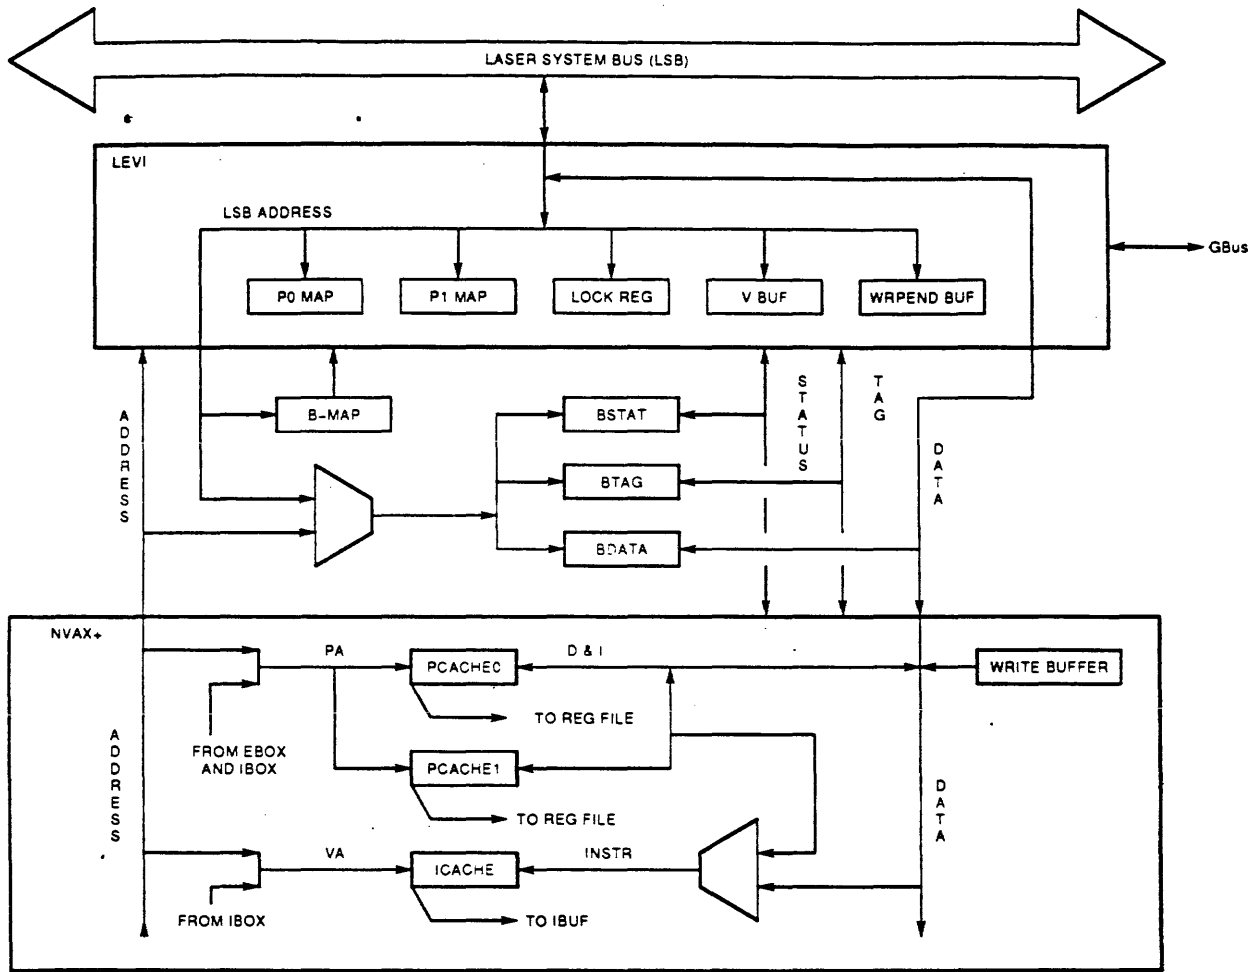 LASER SYSTEM BUS (LSB)
LEVI
LSB ADDRESS
GBus
P0 MAP
P1 MAP
LOCK REG
V BUF
WRPEND BUF
ADDRESS
B-MAP
BSTAT
STATUS
TAG
BTAG
DATA
BDATA
NVAX+
PA
PCACHE0
D & I
WRITE BUFFER
TO REG FILE
FROM EBOX
AND IBOX
ADDRESS
PCACHE1
DATA
TO REG FILE
VA
ICACHE
INSTR
FROM IBOX
TO IBUF